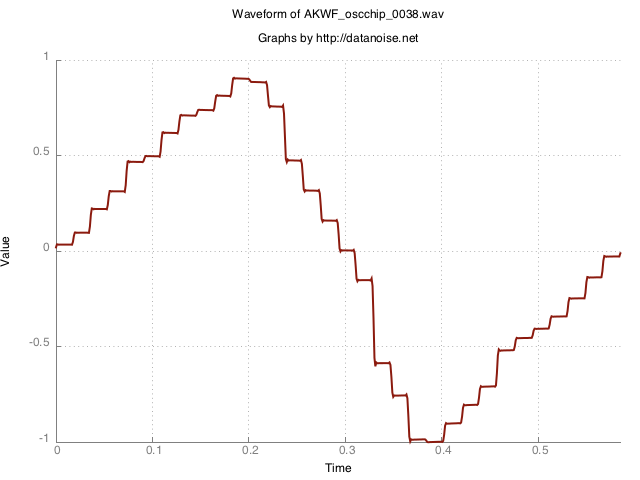 Waveform of AKWF_oscchip_0038.wav
Graphs by http://datanoise.net
1
0.5
0
-0.5
-1
Value
0 0.1 0.2 0.3 0.4 0.5
Time